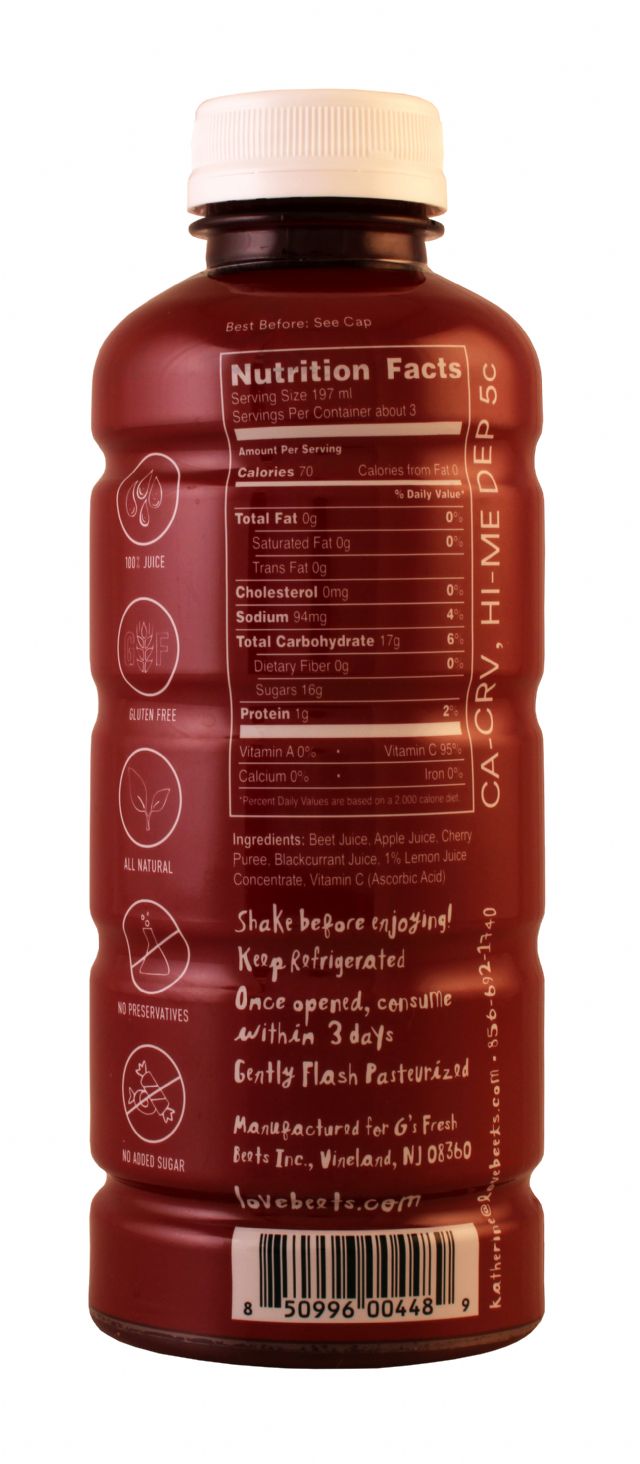 Best Before: See Cap
Nutrition Facts
Serving Size 197 ml
Servings Per Container about 3
Amount Per Serving
Calories 70 Calories from Fat 0
% Daily Value*
Total Fat 0g 0%
Saturated Fat 0g 0%
Trans Fat 0g
Cholesterol 0mg 0%
Sodium 94mg 4%
Total Carbohydrate 17g 6%
Dietary Fiber 0g 0%
Sugars 16g
Protein 1g 2%
Vitamin A 0% • Vitamin C 95%
Calcium 0% • Iron 0%
*Percent Daily Values are based on a 2,000 calorie diet.
CA-CRV, HI-ME DEP 5c
100% JUICE
GF
GLUTEN FREE
ALL NATURAL
NO PRESERVATIVES
NO ADDED SUGAR
Ingredients: Beet Juice, Apple Juice, Cherry
Puree, Blackcurrant Juice, 1% Lemon Juice
Concentrate, Vitamin C (Ascorbic Acid)
Shake before enjoying!
Keep Refrigerated
Once opened, consume
within 3 days
Gently Flash Pasteurized
Manufactured for G's Fresh
Beets Inc., Vineland, NJ 08360
lovebeets.com
katherine@lovebeets.com • 856-692-1740
8 50996 00448 9